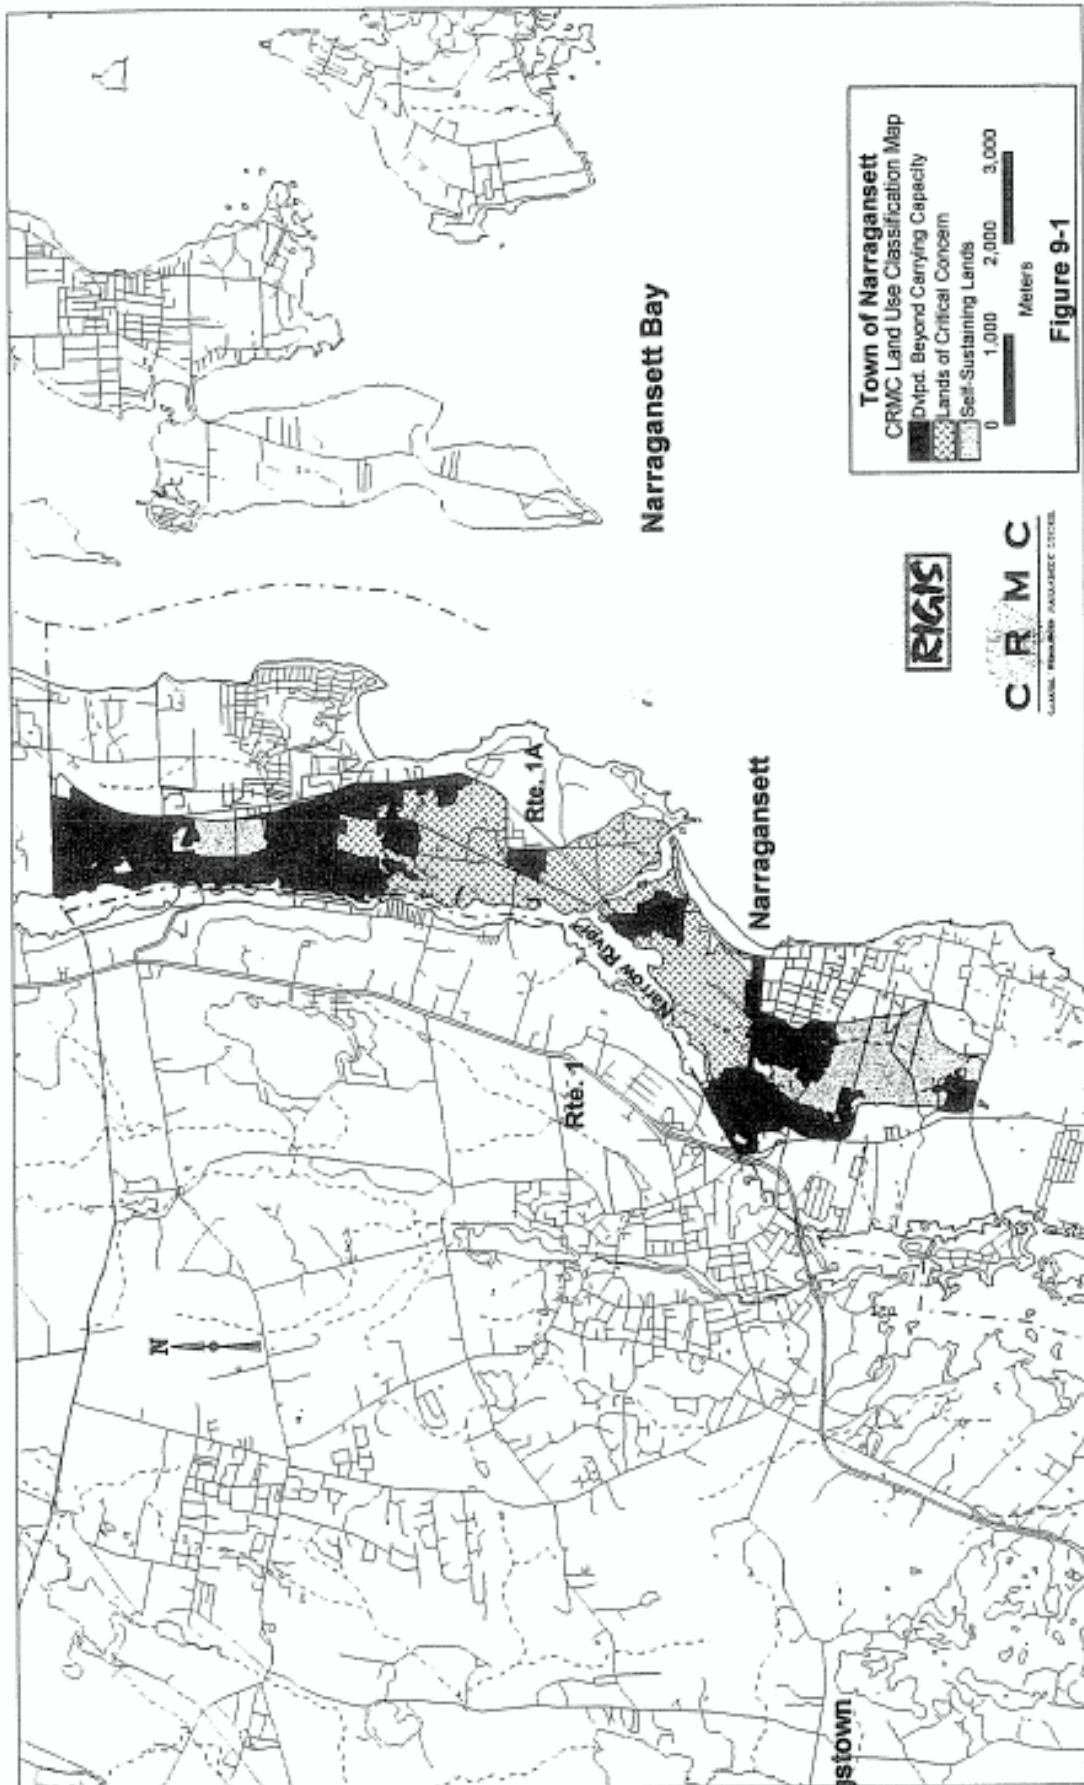 Narragansett Bay
Town of Narragansett
CRMC Land Use Classification Map
Dvlpd. Beyond Carrying Capacity
Lands of Critical Concern
Self-Sustaining Lands
0 1,000 2,000 3,000
Meters
Figure 9-1
RIGIS
C R M C
Rte. 1A
Narragansett
Narrow River
Rte. 1
N
gstown